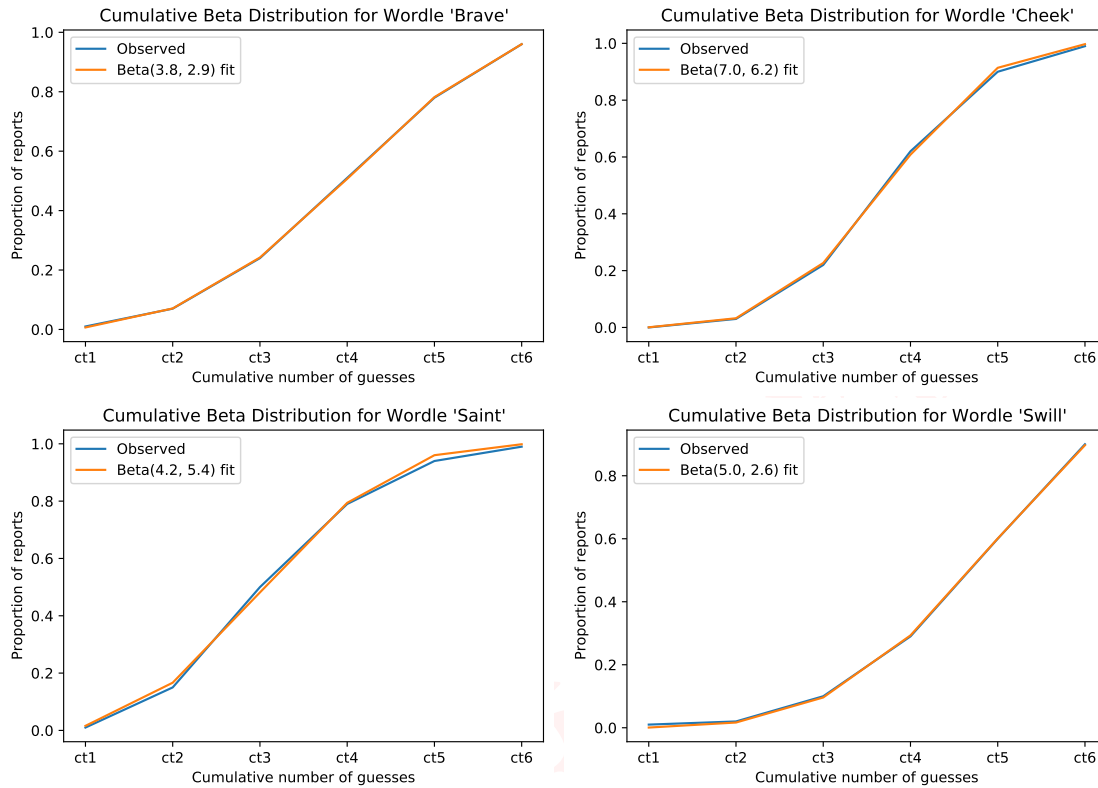 Cumulative Beta Distribution for Wordle 'Brave'
Observed
Beta(3.8, 2.9) fit
Proportion of reports
1.0
0.8
0.6
0.4
0.2
0.0
ct1 ct2 ct3 ct4 ct5 ct6
Cumulative number of guesses
Cumulative Beta Distribution for Wordle 'Cheek'
Observed
Beta(7.0, 6.2) fit
Proportion of reports
1.0
0.8
0.6
0.4
0.2
0.0
ct1 ct2 ct3 ct4 ct5 ct6
Cumulative number of guesses
Cumulative Beta Distribution for Wordle 'Saint'
Observed
Beta(4.2, 5.4) fit
Proportion of reports
1.0
0.8
0.6
0.4
0.2
0.0
ct1 ct2 ct3 ct4 ct5 ct6
Cumulative number of guesses
Cumulative Beta Distribution for Wordle 'Swill'
Observed
Beta(5.0, 2.6) fit
Proportion of reports
0.8
0.6
0.4
0.2
0.0
ct1 ct2 ct3 ct4 ct5 ct6
Cumulative number of guesses